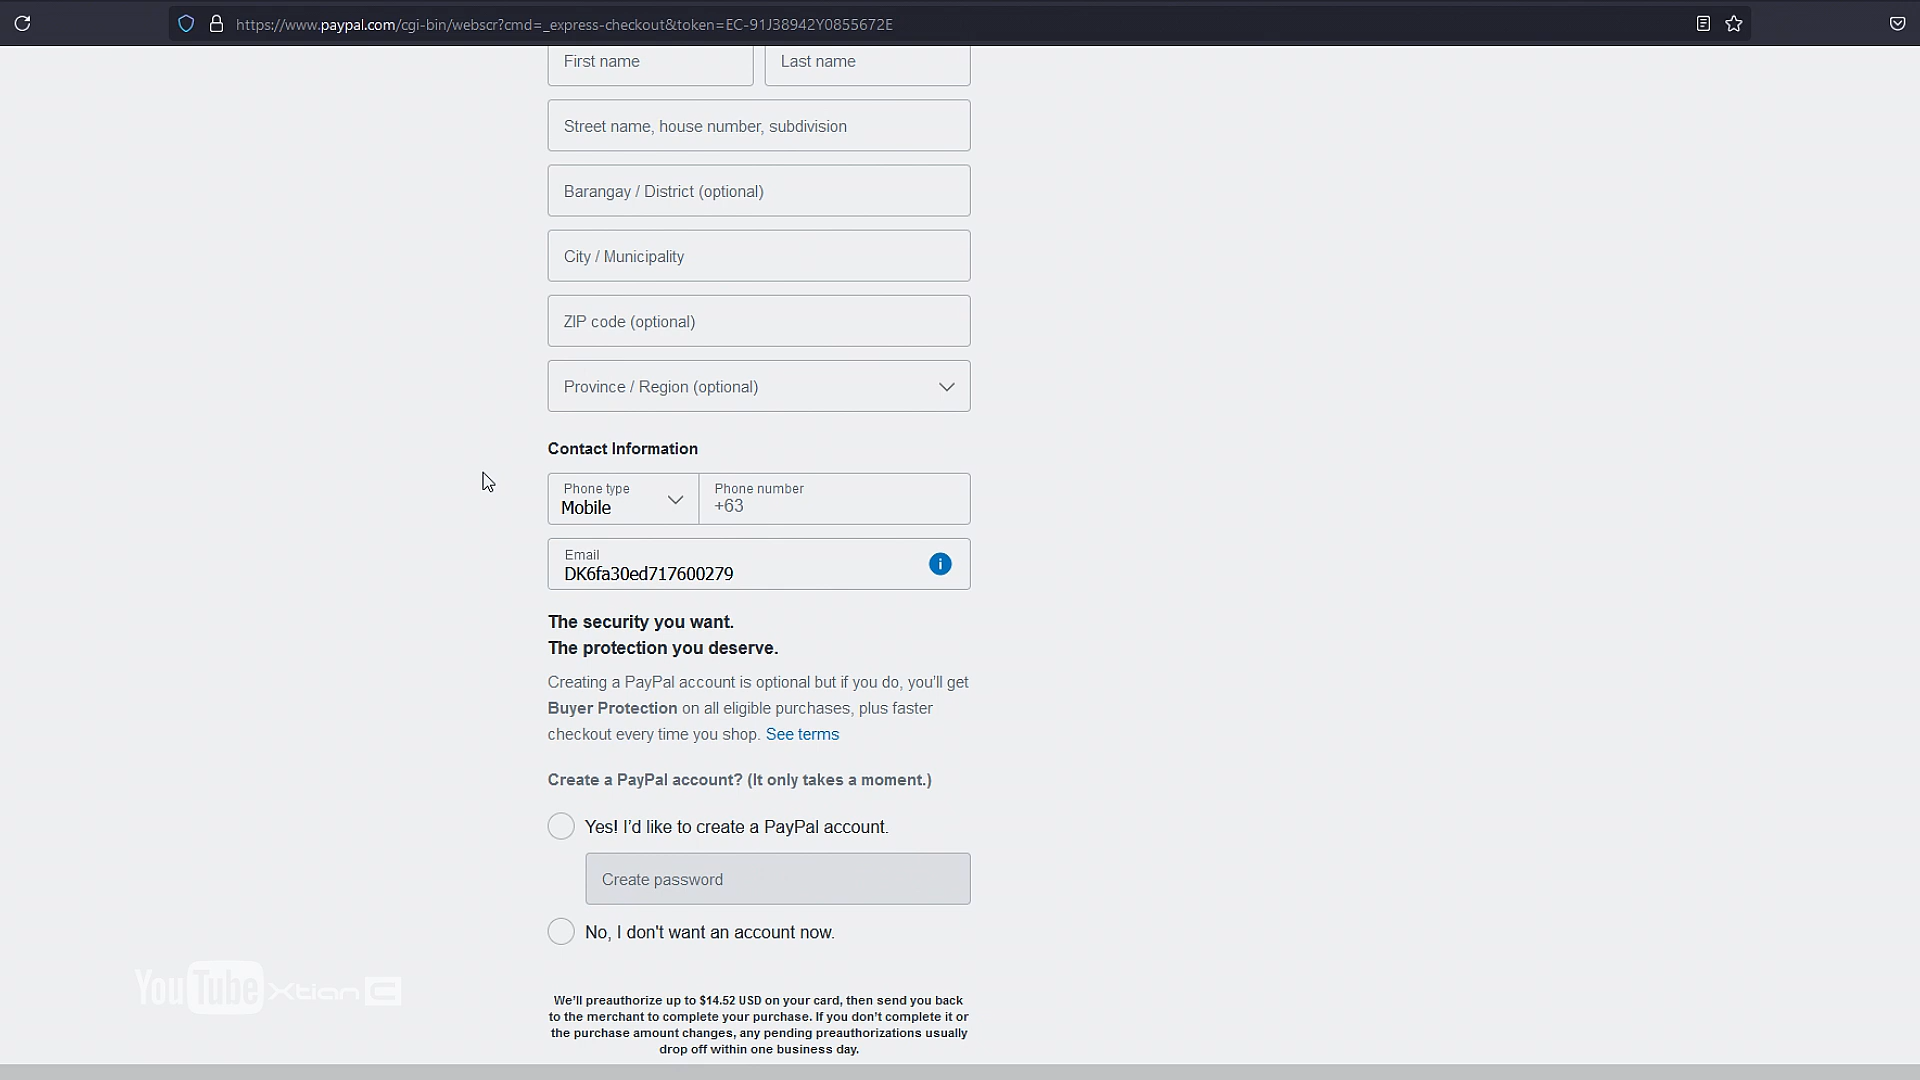 https://www.paypal.com/cgi-bin/webscr?cmd=_express-checkout&token=EC-91J38942Y0855672E
First name
Last name
Street name, house number, subdivision
Barangay / District (optional)
City / Municipality
ZIP code (optional)
Province / Region (optional)
Contact Information
Phone type
Mobile
Phone number
+63
Email
DK6fa30ed717600279
The security you want.
The protection you deserve.
Creating a PayPal account is optional but if you do, you'll get
Buyer Protection on all eligible purchases, plus faster
checkout every time you shop. See terms
Create a PayPal account? (It only takes a moment.)
Yes! I'd like to create a PayPal account.
Create password
No, I don't want an account now.
YouTube Xtian C
We'll preauthorize up to $14.52 USD on your card, then send you back
to the merchant to complete your purchase. If you don't complete it or
the purchase amount changes, any pending preauthorizations usually
drop off within one business day.